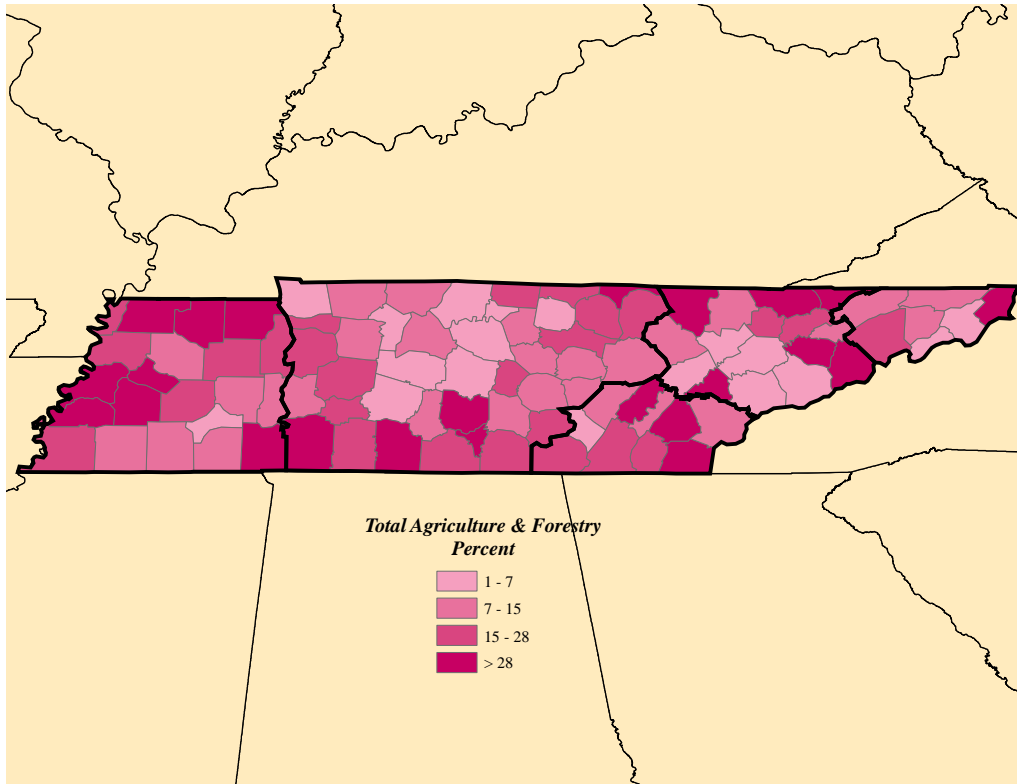 Total Agriculture & Forestry
Percent
1 - 7
7 - 15
15 - 28
> 28